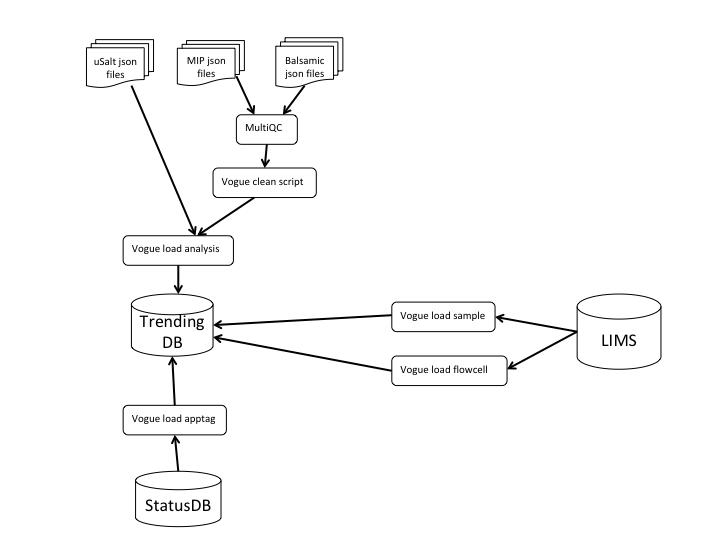 uSalt json
files
MIP json
files
Balsamic
json files
MultiQC
Vogue clean script
Vogue load analysis
Trending
DB
Vogue load sample
LIMS
Vogue load flowcell
Vogue load apptag
StatusDB